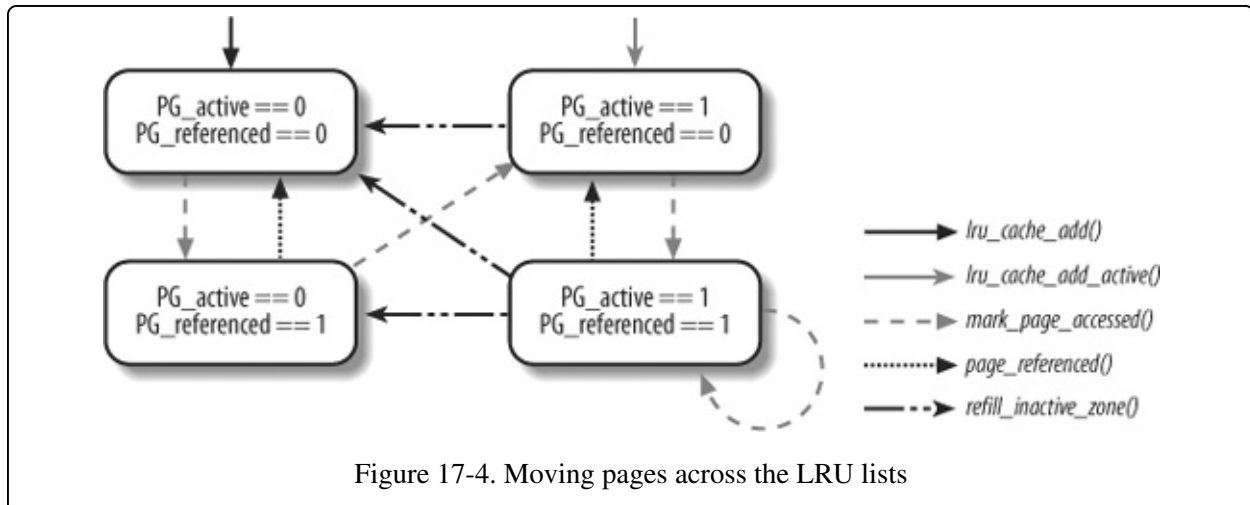 PG_active == 0
PG_referenced == 0
PG_active == 1
PG_referenced == 0
PG_active == 0
PG_referenced == 1
PG_active == 1
PG_referenced == 1
lru_cache_add()
lru_cache_add_active()
mark_page_accessed()
page_referenced()
refill_inactive_zone()
Figure 17-4. Moving pages across the LRU lists